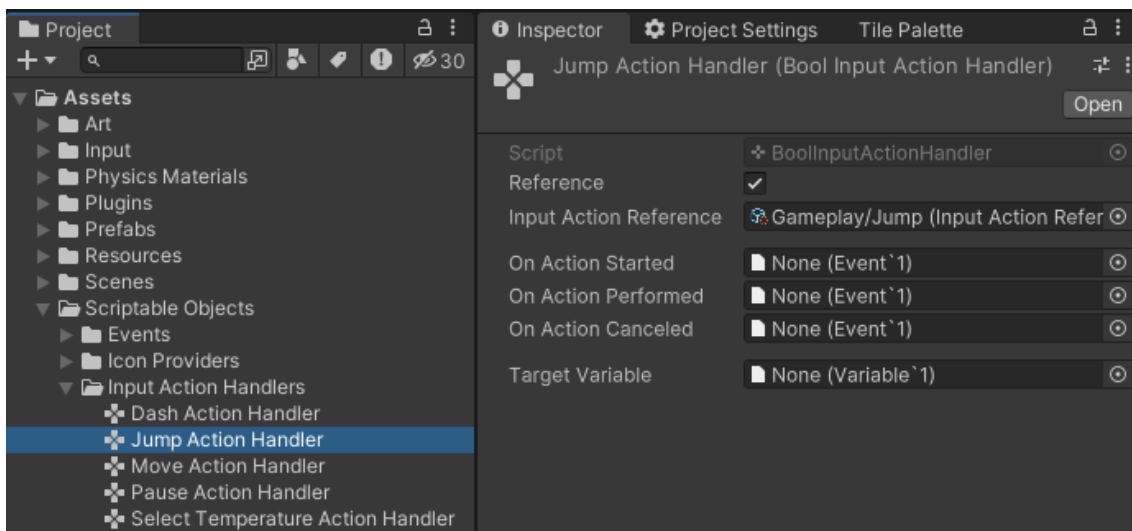 Project
30
Assets
Art
Input
Physics Materials
Plugins
Prefabs
Resources
Scenes
Scriptable Objects
Events
Icon Providers
Input Action Handlers
Dash Action Handler
Jump Action Handler
Move Action Handler
Pause Action Handler
Select Temperature Action Handler
Inspector Project Settings Tile Palette
Jump Action Handler (Bool Input Action Handler)
Open
Script BoolInputActionHandler
Reference
Input Action Reference Gameplay/Jump (Input Action Refer
On Action Started None (Event`1)
On Action Performed None (Event`1)
On Action Canceled None (Event`1)
Target Variable None (Variable`1)